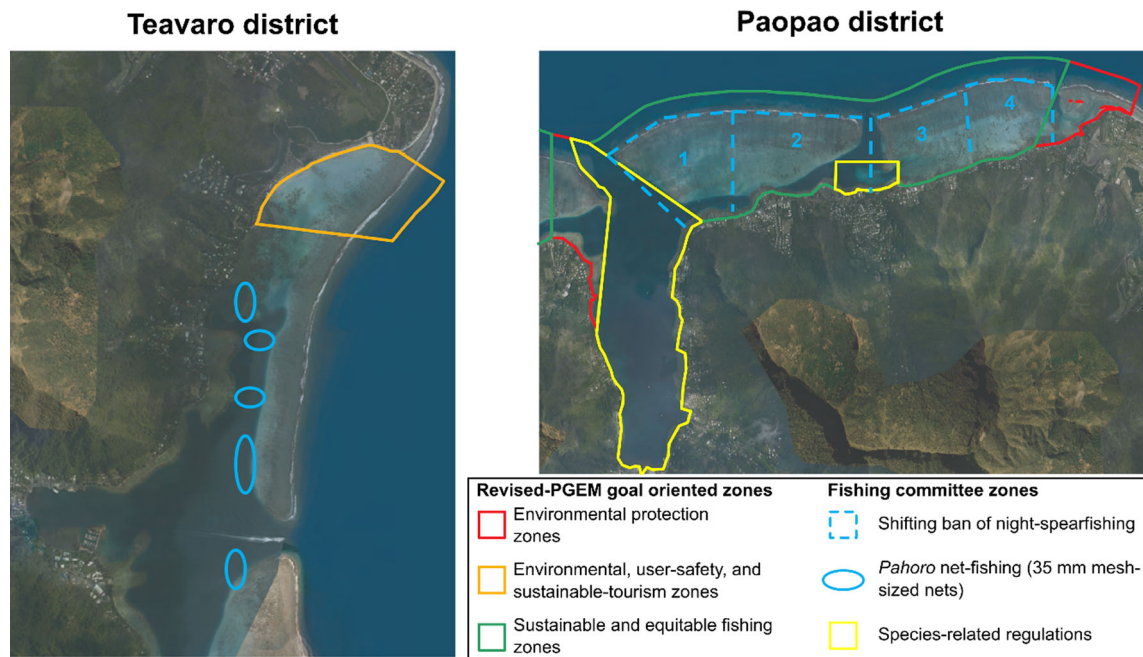 Teavaro district
Paopao district
1
2
3
4
Revised-PGEM goal oriented zones
Environmental protection
zones
Environmental, user-safety, and
sustainable-tourism zones
Sustainable and equitable fishing
zones
Fishing committee zones
Shifting ban of night-spearfishing
Pahoro net-fishing (35 mm mesh-
sized nets)
Species-related regulations